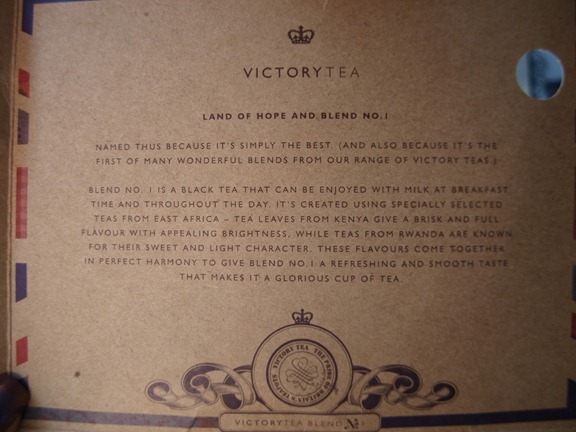 VICTORYTEA
LAND OF HOPE AND BLEND NO.1
NAMED THUS BECAUSE IT'S SIMPLY THE BEST. (AND ALSO BECAUSE IT'S THE
FIRST OF MANY WONDERFUL BLENDS FROM OUR RANGE OF VICTORY TEAS.)
BLEND NO. 1 IS A BLACK TEA THAT CAN BE ENJOYED WITH MILK AT BREAKFAST
TIME AND THROUGHOUT THE DAY. IT'S CREATED USING SPECIALLY SELECTED
TEAS FROM EAST AFRICA – TEA LEAVES FROM KENYA GIVE A BRISK AND FULL
FLAVOUR WITH APPEALING BRIGHTNESS, WHILE TEAS FROM RWANDA ARE KNOWN
FOR THEIR SWEET AND LIGHT CHARACTER. THESE FLAVOURS COME TOGETHER
IN PERFECT HARMONY TO GIVE BLEND NO.1 A REFRESHING AND SMOOTH TASTE
THAT MAKES IT A GLORIOUS CUP OF TEA.
VICTORY TEA THE PRIDE OF BRITAIN'S TEAPOTS
VICTORYTEA BLEND No 1